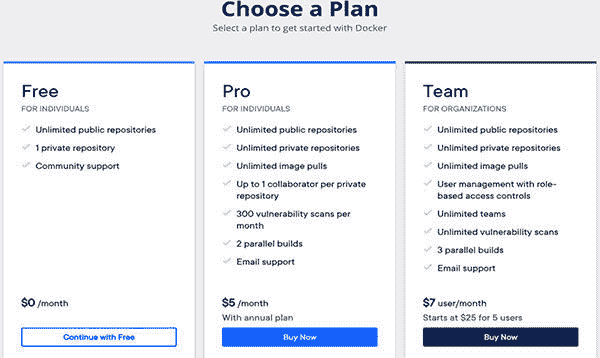 Choose a Plan
Select a plan to get started with Docker
Free
FOR INDIVIDUALS
Unlimited public repositories
1 private repository
Community support
$0 /month
Continue with Free
Pro
FOR INDIVIDUALS
Unlimited public repositories
Unlimited private repositories
Unlimited image pulls
Up to 1 collaborator per private
repository
300 vulnerability scans per
month
2 parallel builds
Email support
$5 /month
With annual plan
Buy Now
Team
FOR ORGANIZATIONS
Unlimited public repositories
Unlimited private repositories
Unlimited image pulls
User management with role-
based access controls
Unlimited teams
Unlimited vulnerability scans
3 parallel builds
Email support
$7 user/month
Starts at $25 for 5 users
Buy Now